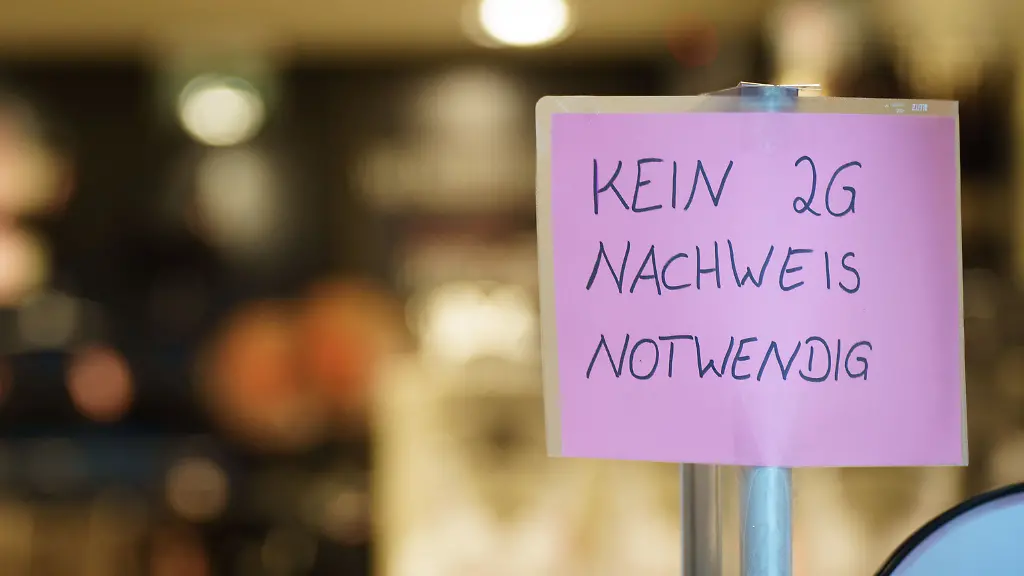 KEIN 2G
NACHWEIS
NOTWENDIG